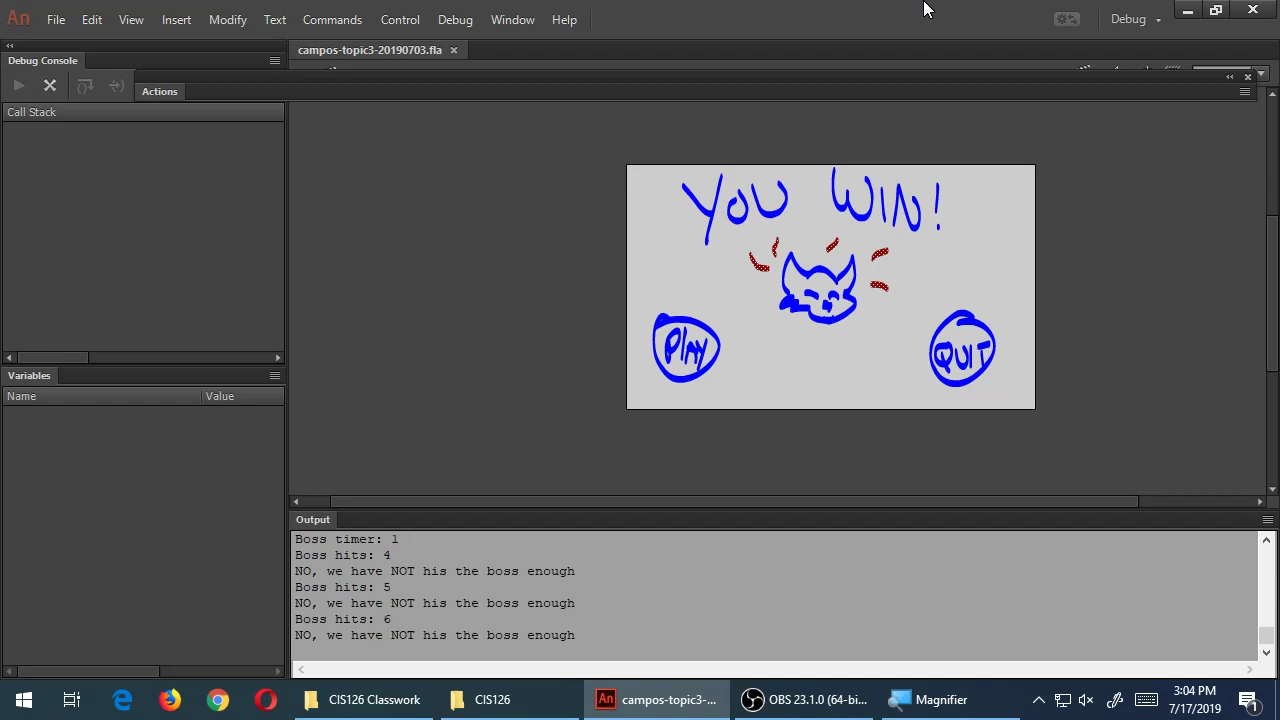 An File Edit View Insert Modify Text Commands Control Debug Window Help Debug
campos-topic3-20190703.fla
Debug Console
Actions
Call Stack
YOU WIN!
PLAY QUIT
Variables
Name Value
Output
Boss timer: 1
Boss hits: 4
NO, we have NOT his the boss enough
Boss hits: 5
NO, we have NOT his the boss enough
Boss hits: 6
NO, we have NOT his the boss enough
CIS126 Classwork CIS126 An campos-topic3-... OBS 23.1.0 (64-bi... Magnifier
3:04 PM
7/17/2019
1